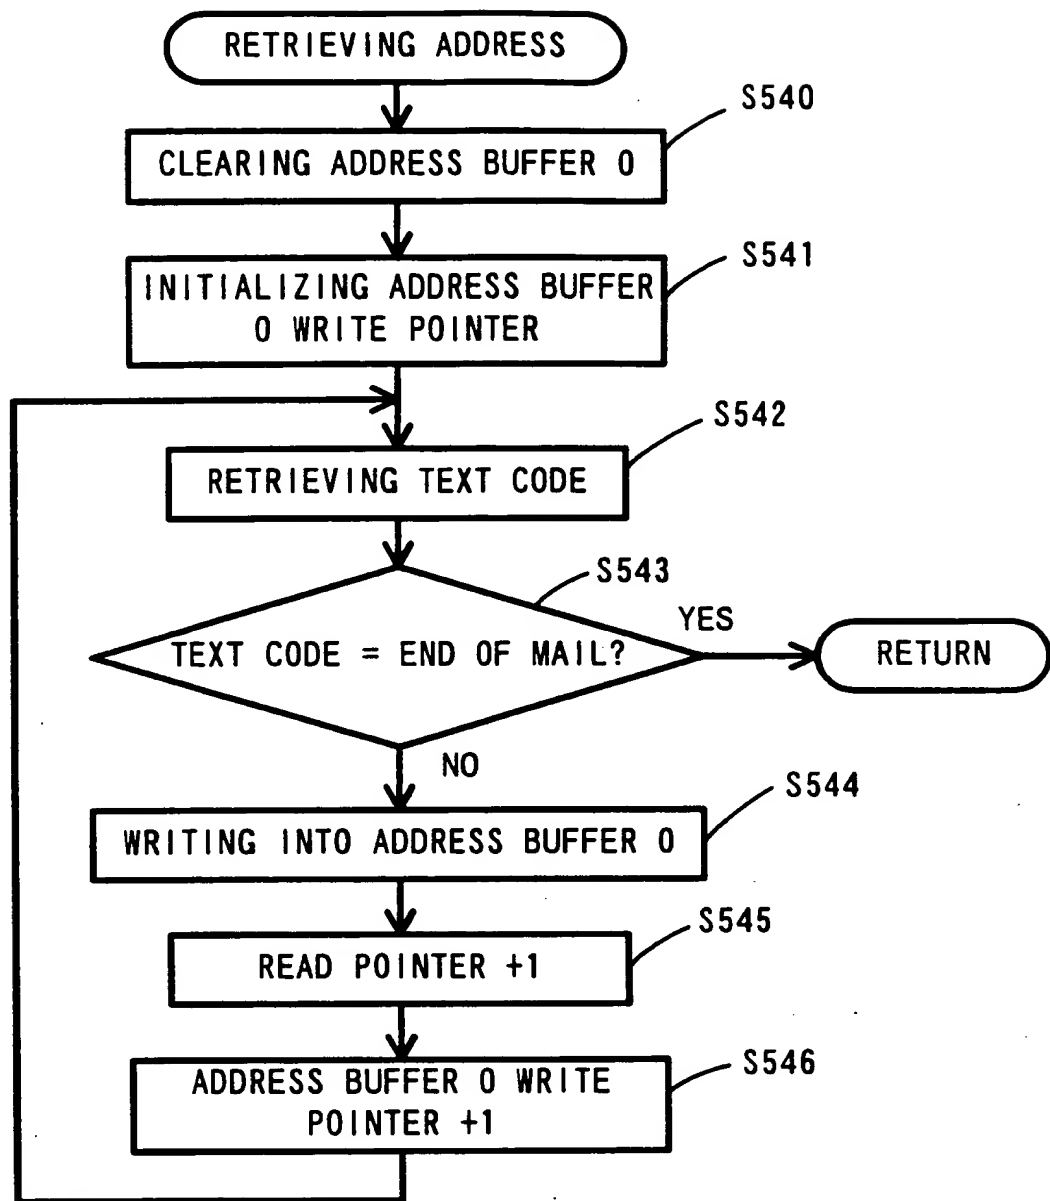 RETRIEVING ADDRESS
S540
CLEARING ADDRESS BUFFER 0
S541
INITIALIZING ADDRESS BUFFER
0 WRITE POINTER
S542
RETRIEVING TEXT CODE
S543
YES
TEXT CODE = END OF MAIL?
RETURN
NO
S544
WRITING INTO ADDRESS BUFFER 0
S545
READ POINTER +1
S546
ADDRESS BUFFER 0 WRITE
POINTER +1